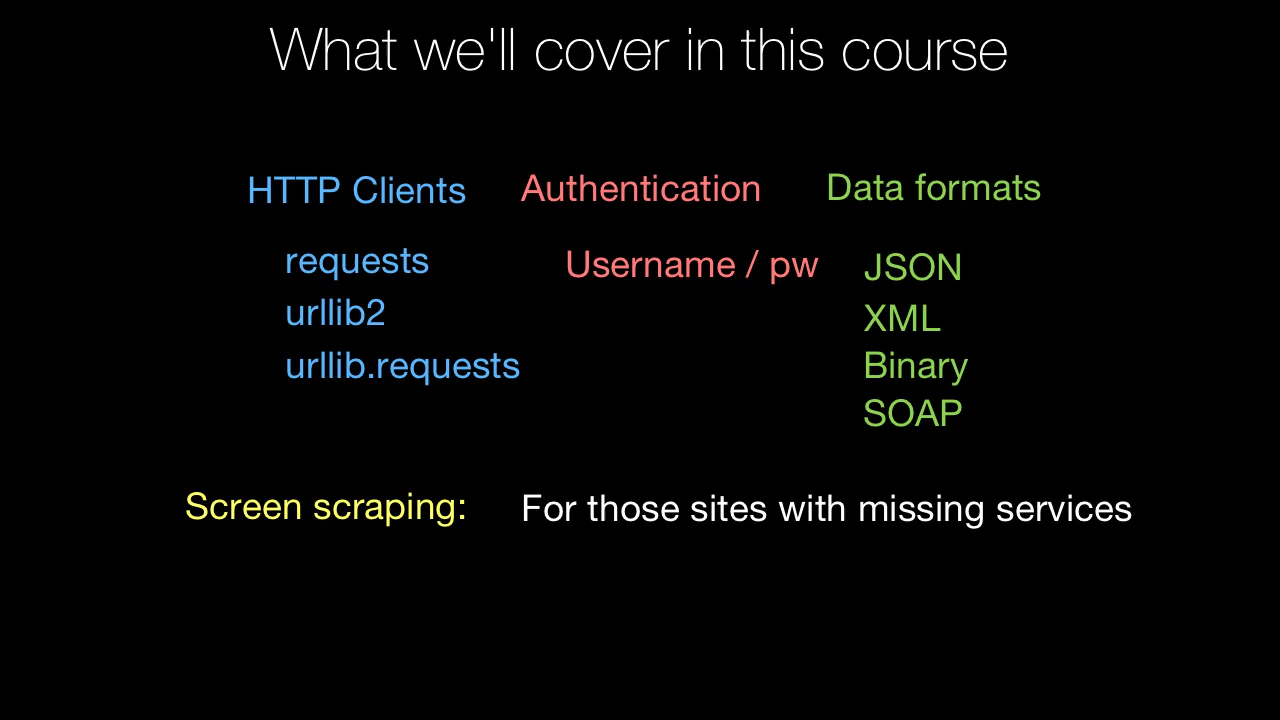 What we'll cover in this course
HTTP Clients
requests
urllib2
urllib.requests
Authentication
Username / pw
Data formats
JSON
XML
Binary
SOAP
Screen scraping: For those sites with missing services